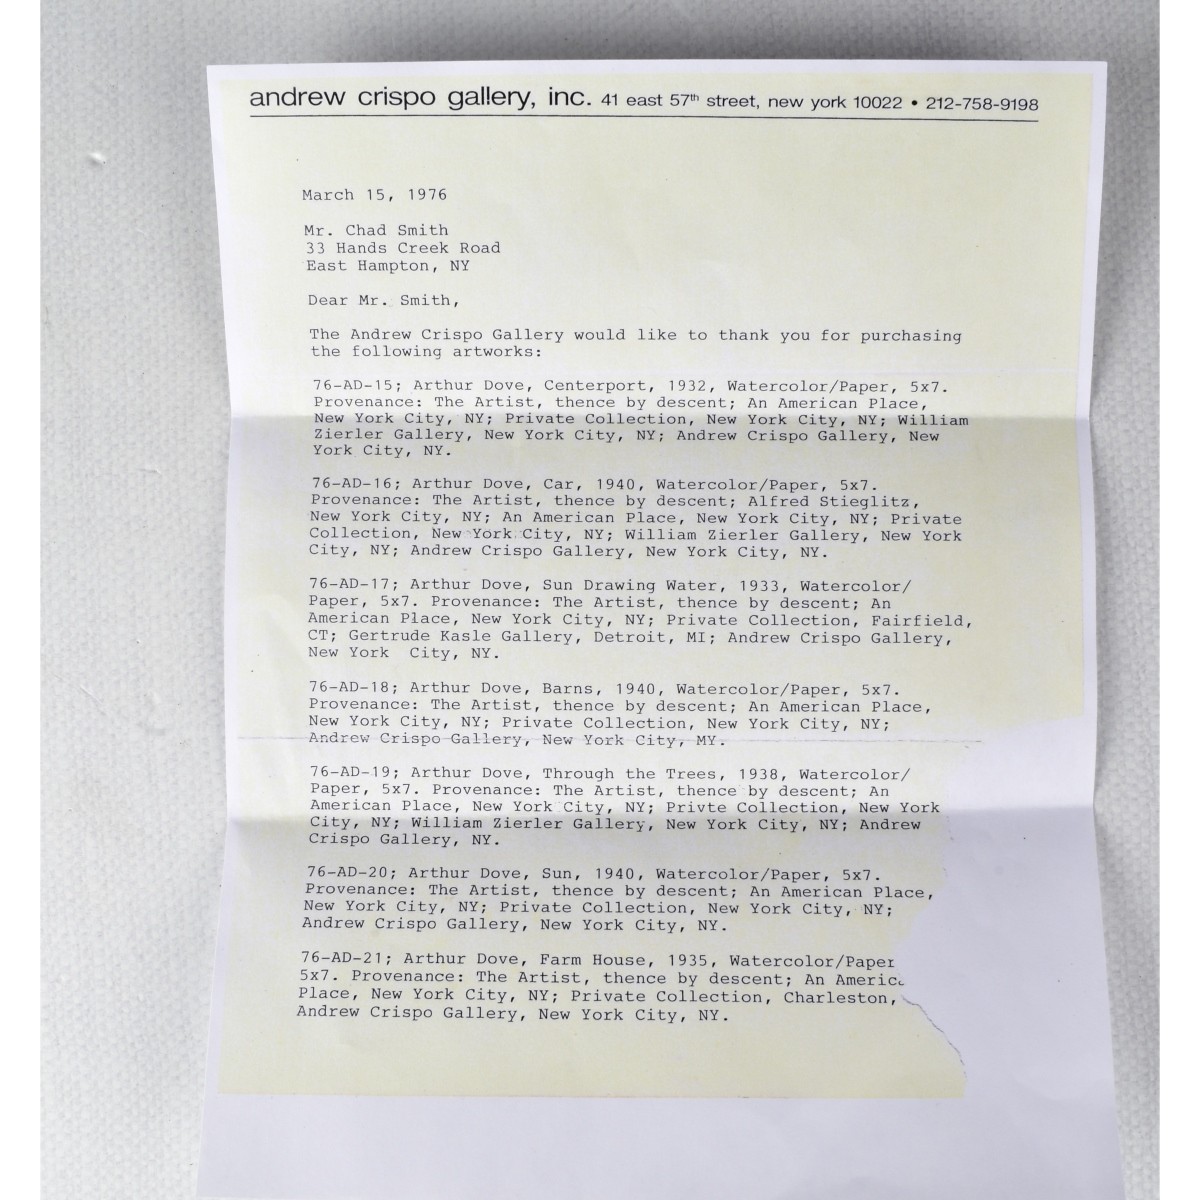 andrew crispo gallery, inc. 41 east 57th street, new york 10022 • 212-758-9198
March 15, 1976
Mr. Chad Smith
33 Hands Creek Road
East Hampton, NY
Dear Mr. Smith,
The Andrew Crispo Gallery would like to thank you for purchasing
the following artworks:
76-AD-15; Arthur Dove, Centerport, 1932, Watercolor/Paper, 5x7.
Provenance: The Artist, thence by descent; An American Place,
New York City, NY; Private Collection, New York City, NY; William
Zierler Gallery, New York City, NY; Andrew Crispo Gallery, New
York City, NY.
76-AD-16; Arthur Dove, Car, 1940, Watercolor/Paper, 5x7.
Provenance: The Artist, thence by descent; Alfred Stieglitz,
New York City, NY; An American Place, New York City, NY; Private
Collection, New York City, NY; William Zierler Gallery, New York
City, NY; Andrew Crispo Gallery, New York City, NY.
76-AD-17; Arthur Dove, Sun Drawing Water, 1933, Watercolor/
Paper, 5x7. Provenance: The Artist, thence by descent; An
American Place, New York City, NY; Private Collection, Fairfield,
CT; Gertrude Kasle Gallery, Detroit, MI; Andrew Crispo Gallery,
New York City, NY.
76-AD-18; Arthur Dove, Barns, 1940, Watercolor/Paper, 5x7.
Provenance: The Artist, thence by descent; An American Place,
New York City, NY; Private Collection, New York City, NY;
Andrew Crispo Gallery, New York City, MY.
76-AD-19; Arthur Dove, Through the Trees, 1938, Watercolor/
Paper, 5x7. Provenance: The Artist, thence by descent; An
American Place, New York City, NY; Privte Collection, New York
City, NY; William Zierler Gallery, New York City, NY; Andrew
Crispo Gallery, NY.
76-AD-20; Arthur Dove, Sun, 1940, Watercolor/Paper, 5x7.
Provenance: The Artist, thence by descent; An American Place,
New York City, NY; Private Collection, New York City, NY;
Andrew Crispo Gallery, New York City, NY.
76-AD-21; Arthur Dove, Farm House, 1935, Watercolor/Paper
5x7. Provenance: The Artist, thence by descent; An Americ
Place, New York City, NY; Private Collection, Charleston,
Andrew Crispo Gallery, New York City, NY.